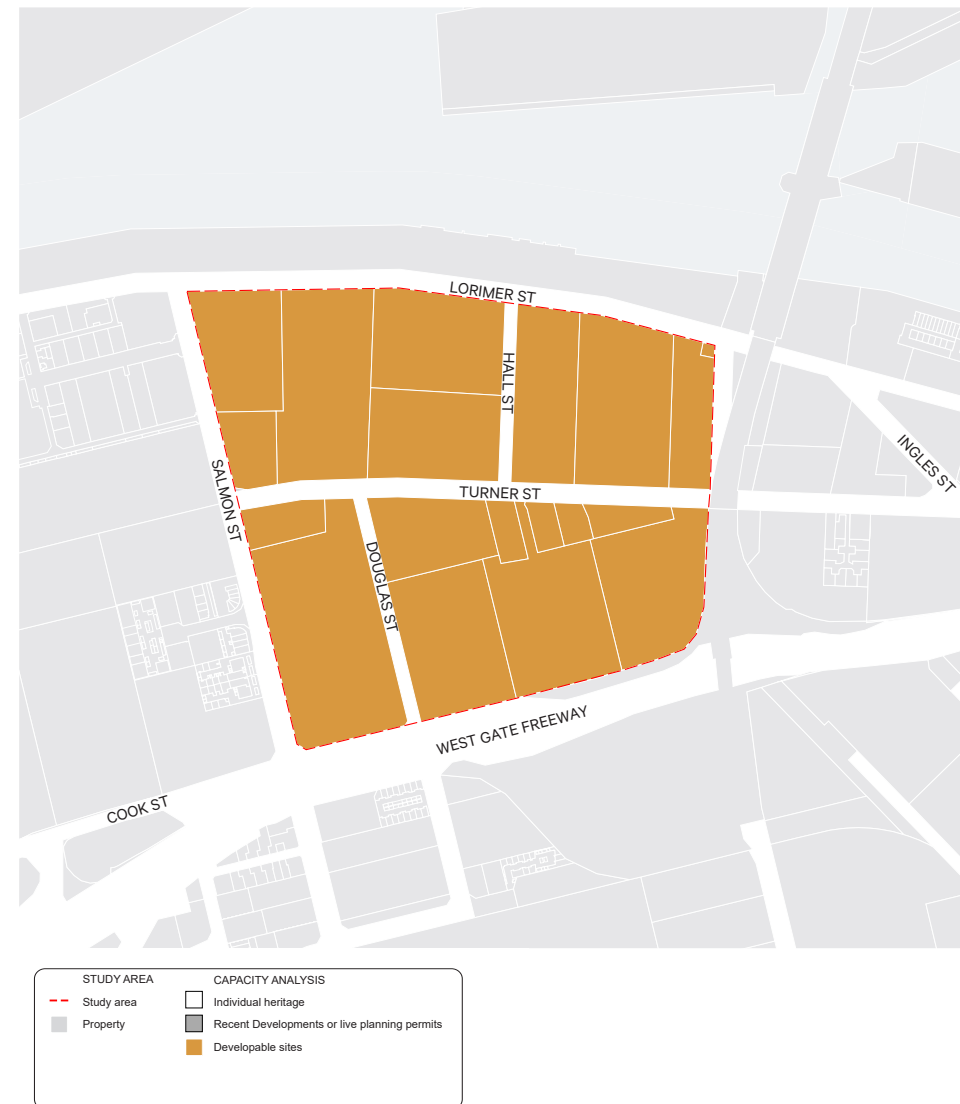 LORIMER ST
HALL ST
INGLES ST
SALMON ST
TURNER ST
DOUGLAS ST
WEST GATE FREEWAY
COOK ST
STUDY AREA
Study area
Property
CAPACITY ANALYSIS
Individual heritage
Recent Developments or live planning permits
Developable sites